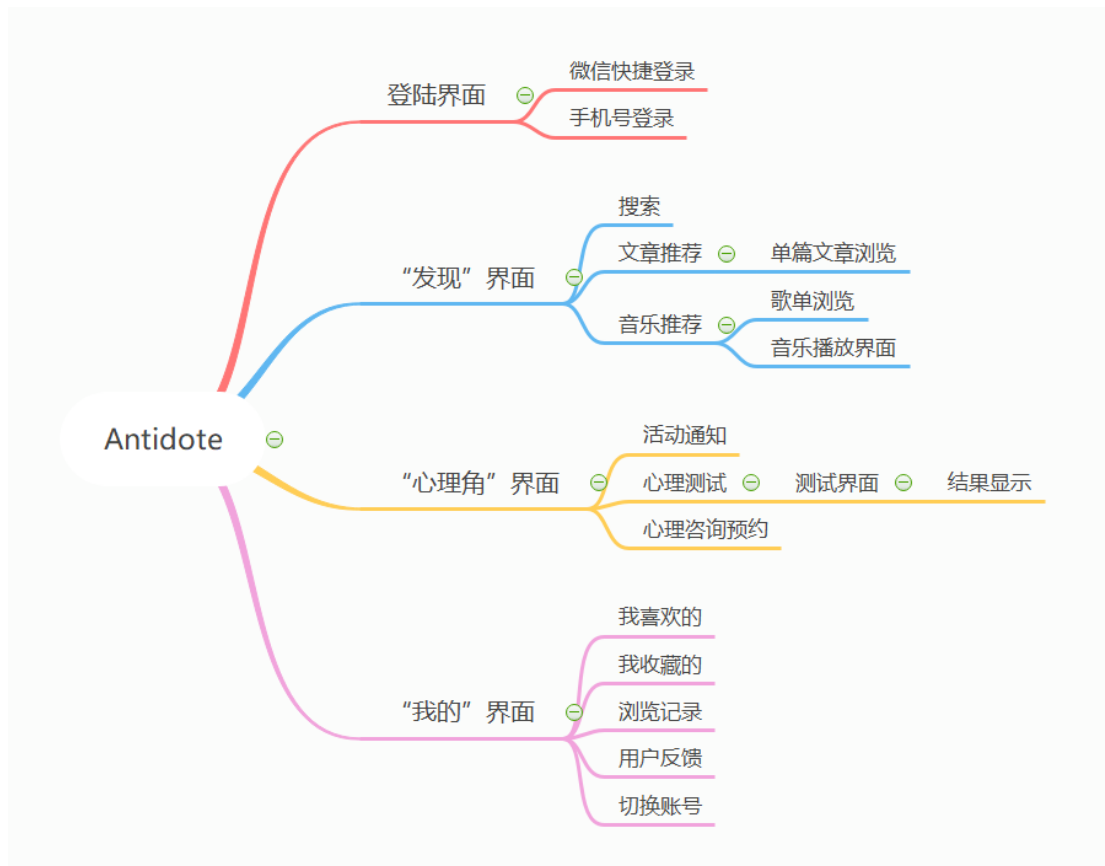 Antidote
登陆界面
微信快捷登录
手机号登录
“发现”界面
搜索
文章推荐
单篇文章浏览
音乐推荐
歌单浏览
音乐播放界面
“心理角”界面
活动通知
心理测试
测试界面
结果显示
心理咨询预约
“我的”界面
我喜欢的
我收藏的
浏览记录
用户反馈
切换账号